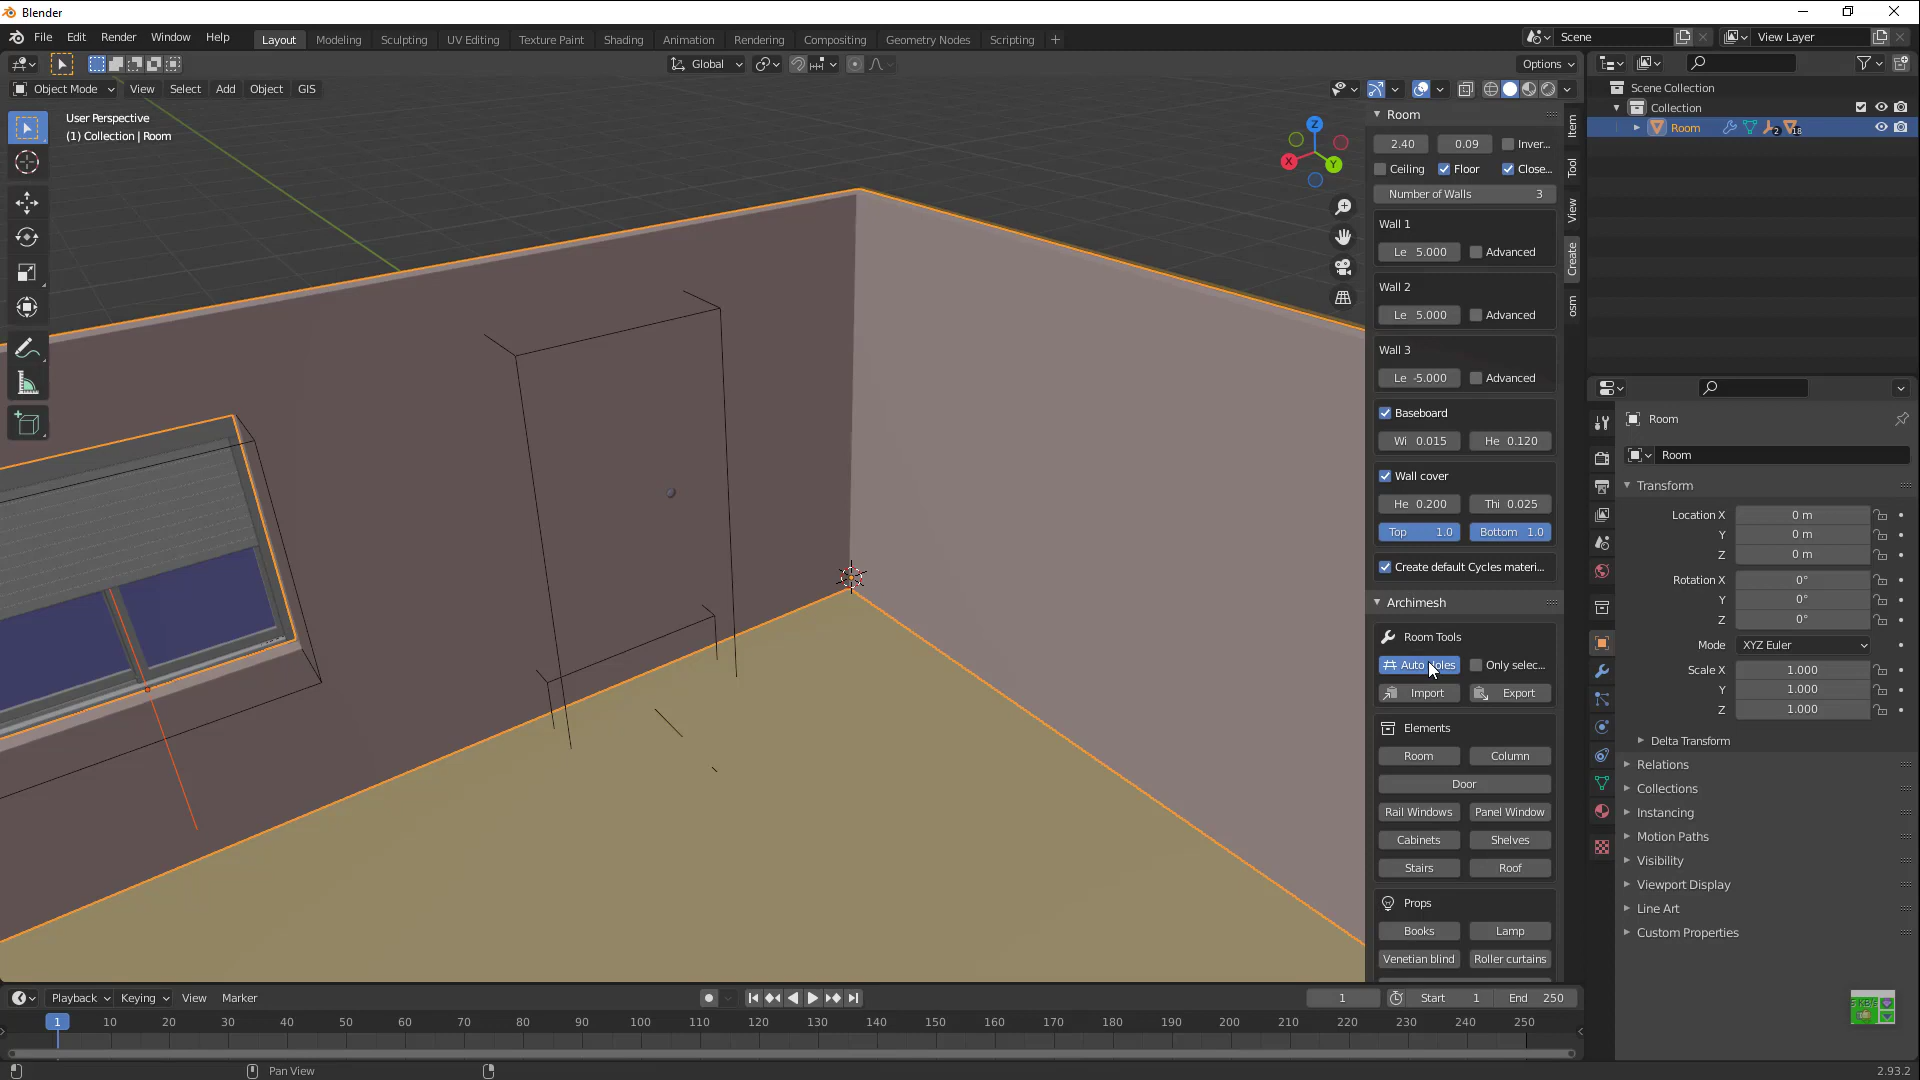 Blender
File Edit Render Window Help Layout Modeling Sculpting UV Editing Texture Paint Shading Animation Rendering Compositing Geometry Nodes Scripting Scene View Layer
Global Options
Object Mode View Select Add Object GIS
User Perspective
(1) Collection | Room
Z
X
Y
Room
2.40 0.09 Inver...
Ceiling Floor Close...
Number of Walls 3
Wall 1
Le 5.000 Advanced
Wall 2
Le 5.000 Advanced
Wall 3
Le -5.000 Advanced
Baseboard
Wi 0.015 He 0.120
Wall cover
He 0.200 Thi 0.025
Top 1.0 Bottom 1.0
Create default Cycles materi...
Archimesh
Room Tools
Auto Holes Only selec...
Import Export
Elements
Room Column
Door
Rail Windows Panel Window
Cabinets Shelves
Stairs Roof
Props
Books Lamp
Venetian blind Roller curtains
Item
Tool
View
Create
osm
Scene Collection
Collection
Room 2 18
Room
Room
Transform
Location X 0 m
Y 0 m
Z 0 m
Rotation X 0°
Y 0°
Z 0°
Mode XYZ Euler
Scale X 1.000
Y 1.000
Z 1.000
Delta Transform
Relations
Collections
Instancing
Motion Paths
Visibility
Viewport Display
Line Art
Custom Properties
Playback Keying View Marker 1 Start 1 End 250
1 10 20 30 40 50 60 70 80 90 100 110 120 130 140 150 160 170 180 190 200 210 220 230 240 250
Pan View 2.93.2